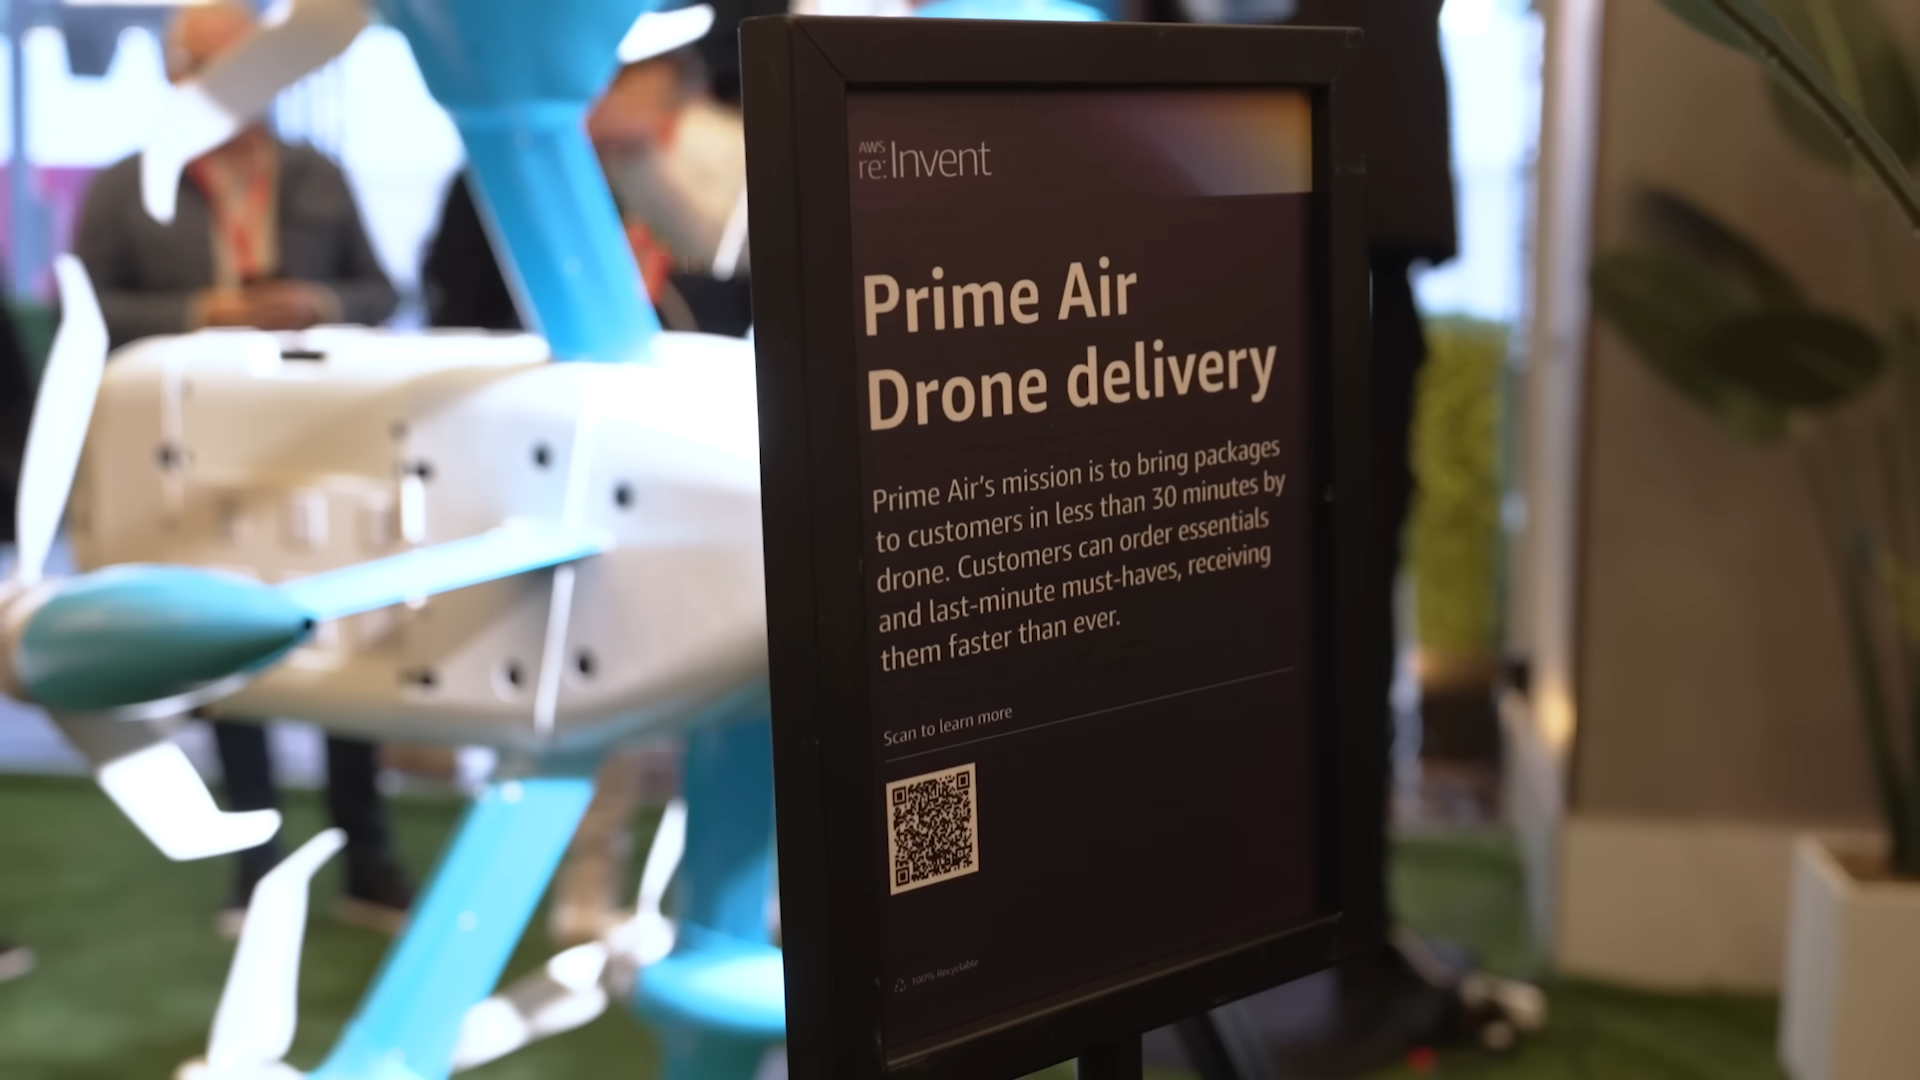 AWS
re:Invent
Prime Air
Drone delivery
Prime Air's mission is to bring packages
to customers in less than 30 minutes by
drone. Customers can order essentials
and last-minute must-haves, receiving
them faster than ever.
Scan to learn more
100% Recyclable